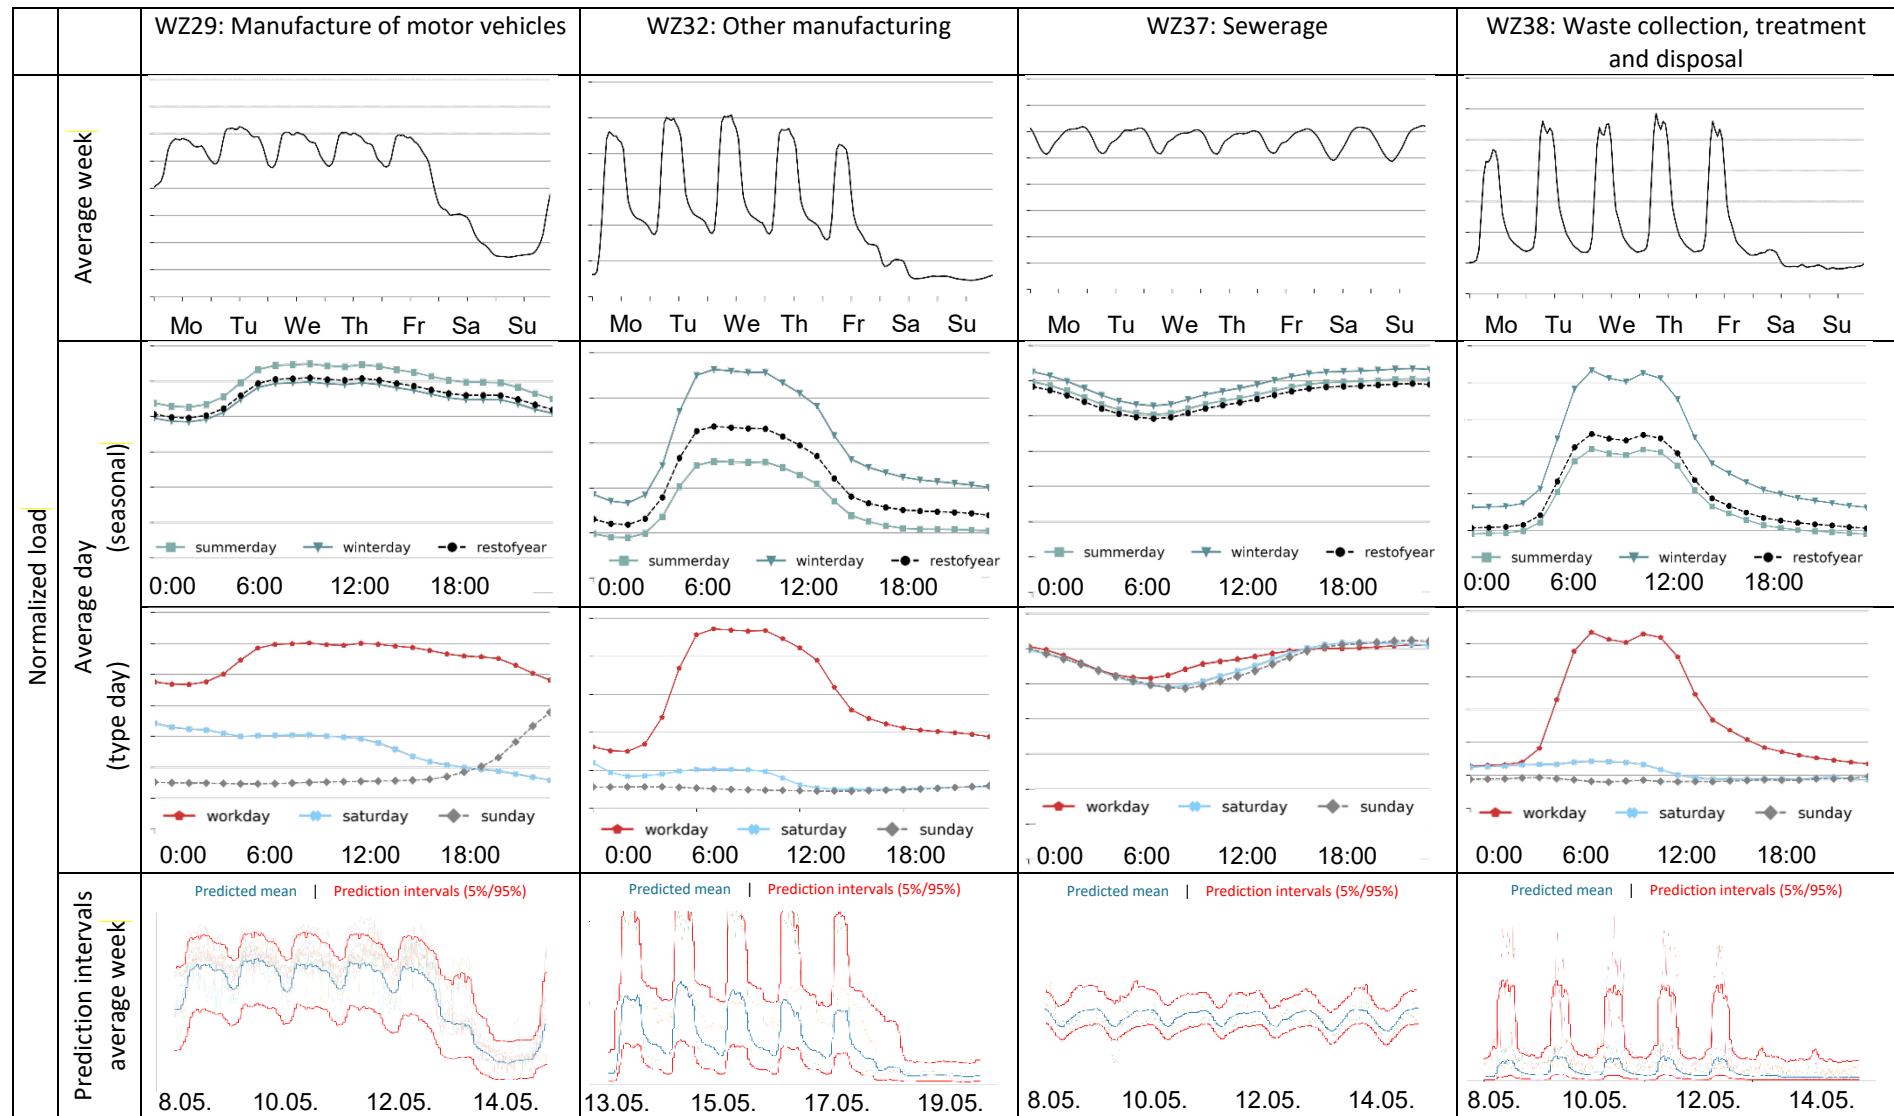 WZ29: Manufacture of motor vehicles
WZ32: Other manufacturing
WZ37: Sewerage
WZ38: Waste collection, treatment
and disposal
Normalized load
Average week
Mo Tu We Th Fr Sa Su
Mo Tu We Th Fr Sa Su
Mo Tu We Th Fr Sa Su
Mo Tu We Th Fr Sa Su
Average day
(seasonal)
summerday winterday restofyear
0:00 6:00 12:00 18:00
summerday winterday restofyear
0:00 6:00 12:00 18:00
summerday winterday restofyear
0:00 6:00 12:00 18:00
summerday winterday restofyear
0:00 6:00 12:00 18:00
(type day)
workday saturday sunday
0:00 6:00 12:00 18:00
workday saturday sunday
0:00 6:00 12:00 18:00
workday saturday sunday
0:00 6:00 12:00 18:00
workday saturday sunday
0:00 6:00 12:00 18:00
Prediction intervals
average week
Predicted mean | Prediction intervals (5%/95%)
8.05. 10.05. 12.05. 14.05.
Predicted mean | Prediction intervals (5%/95%)
13.05. 15.05. 17.05. 19.05.
Predicted mean | Prediction intervals (5%/95%)
8.05. 10.05. 12.05. 14.05.
Predicted mean | Prediction intervals (5%/95%)
8.05. 10.05. 12.05. 14.05.